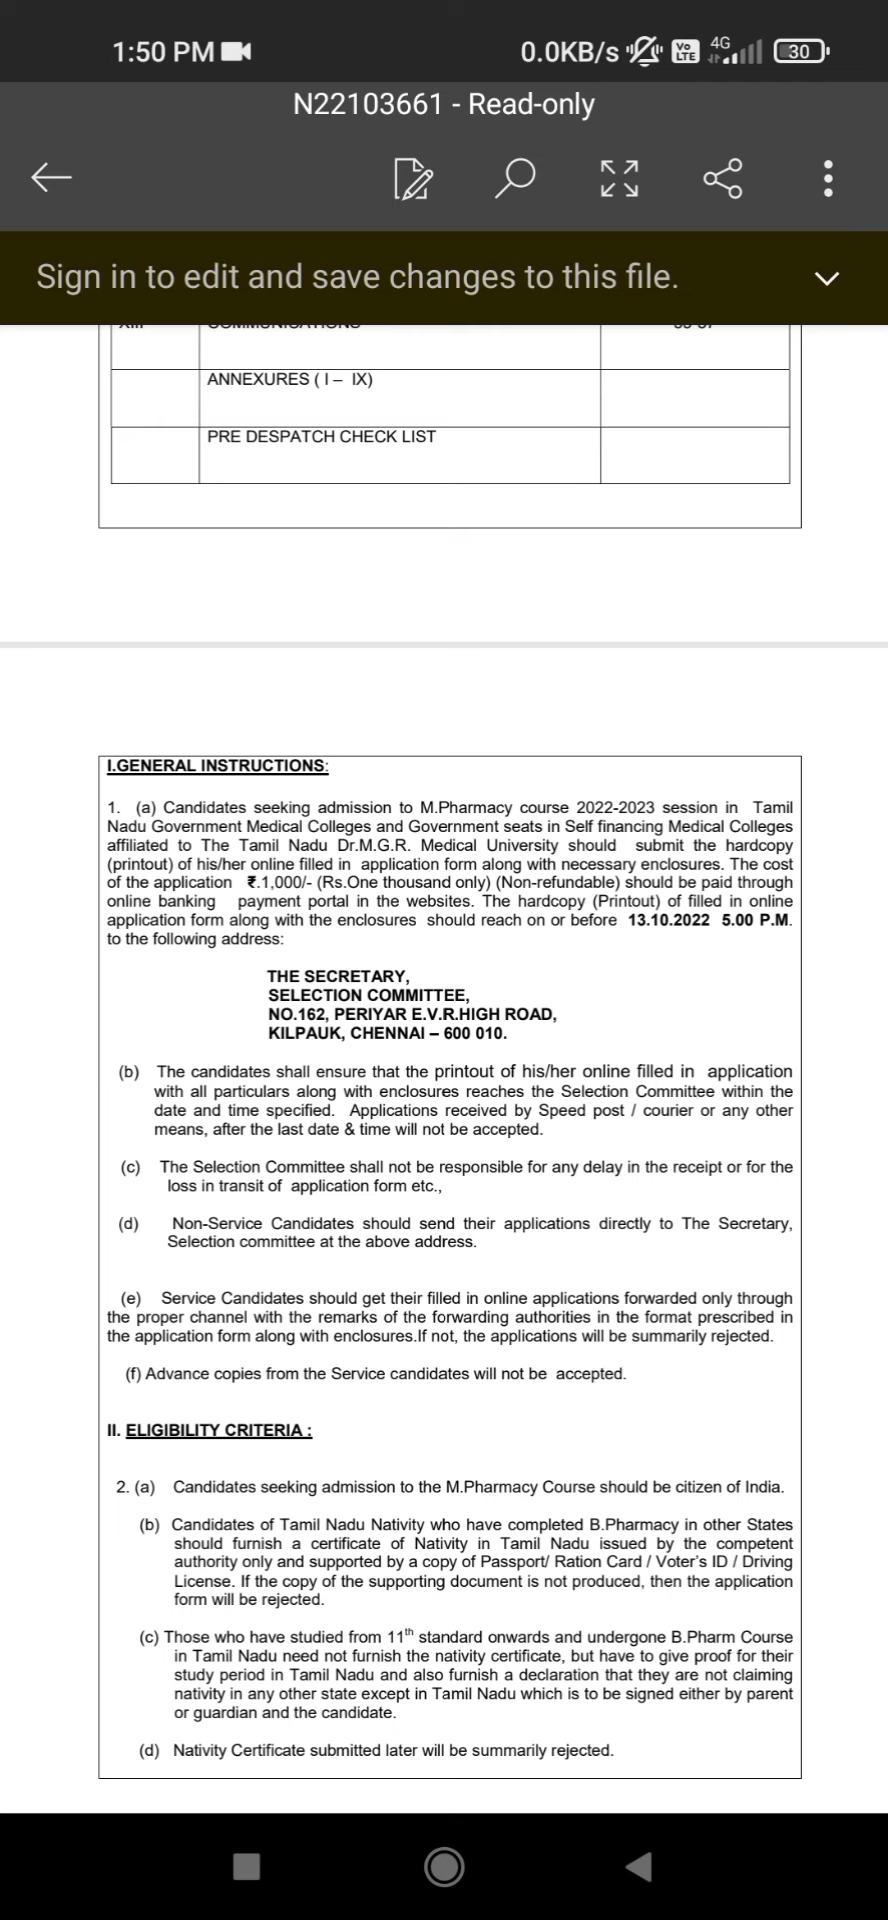 1:50 PM
0.0KB/s
Vo LTE
4G
30
N22103661 - Read-only
Sign in to edit and save changes to this file.
ANNEXURES ( I – IX)
PRE DESPATCH CHECK LIST
I.GENERAL INSTRUCTIONS:
1. (a) Candidates seeking admission to M.Pharmacy course 2022-2023 session in Tamil
Nadu Government Medical Colleges and Government seats in Self financing Medical Colleges
affiliated to The Tamil Nadu Dr.M.G.R. Medical University should submit the hardcopy
(printout) of his/her online filled in application form along with necessary enclosures. The cost
of the application ₹.1,000/- (Rs.One thousand only) (Non-refundable) should be paid through
online banking payment portal in the websites. The hardcopy (Printout) of filled in online
application form along with the enclosures should reach on or before 13.10.2022 5.00 P.M.
to the following address:
THE SECRETARY,
SELECTION COMMITTEE,
NO.162, PERIYAR E.V.R.HIGH ROAD,
KILPAUK, CHENNAI – 600 010.
(b) The candidates shall ensure that the printout of his/her online filled in application
with all particulars along with enclosures reaches the Selection Committee within the
date and time specified. Applications received by Speed post / courier or any other
means, after the last date & time will not be accepted.
(c) The Selection Committee shall not be responsible for any delay in the receipt or for the
loss in transit of application form etc.,
(d) Non-Service Candidates should send their applications directly to The Secretary,
Selection committee at the above address.
(e) Service Candidates should get their filled in online applications forwarded only through
the proper channel with the remarks of the forwarding authorities in the format prescribed in
the application form along with enclosures.If not, the applications will be summarily rejected.
(f) Advance copies from the Service candidates will not be accepted.
II. ELIGIBILITY CRITERIA :
2. (a) Candidates seeking admission to the M.Pharmacy Course should be citizen of India.
(b) Candidates of Tamil Nadu Nativity who have completed B.Pharmacy in other States
should furnish a certificate of Nativity in Tamil Nadu issued by the competent
authority only and supported by a copy of Passport/ Ration Card / Voter's ID / Driving
License. If the copy of the supporting document is not produced, then the application
form will be rejected.
(c) Those who have studied from 11th standard onwards and undergone B.Pharm Course
in Tamil Nadu need not furnish the nativity certificate, but have to give proof for their
study period in Tamil Nadu and also furnish a declaration that they are not claiming
nativity in any other state except in Tamil Nadu which is to be signed either by parent
or guardian and the candidate.
(d) Nativity Certificate submitted later will be summarily rejected.